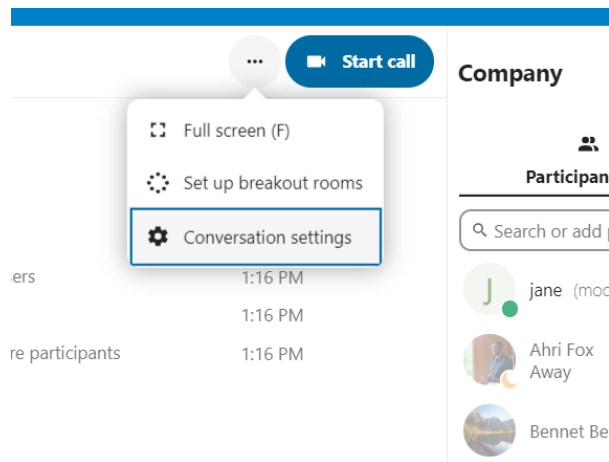 Start call
Company
Full screen (F)
Set up breakout rooms
Conversation settings
Participan
Search or add
ers
1:16 PM
1:16 PM
re participants
1:16 PM
J
jane (mod
Ahri Fox
Away
Bennet Be